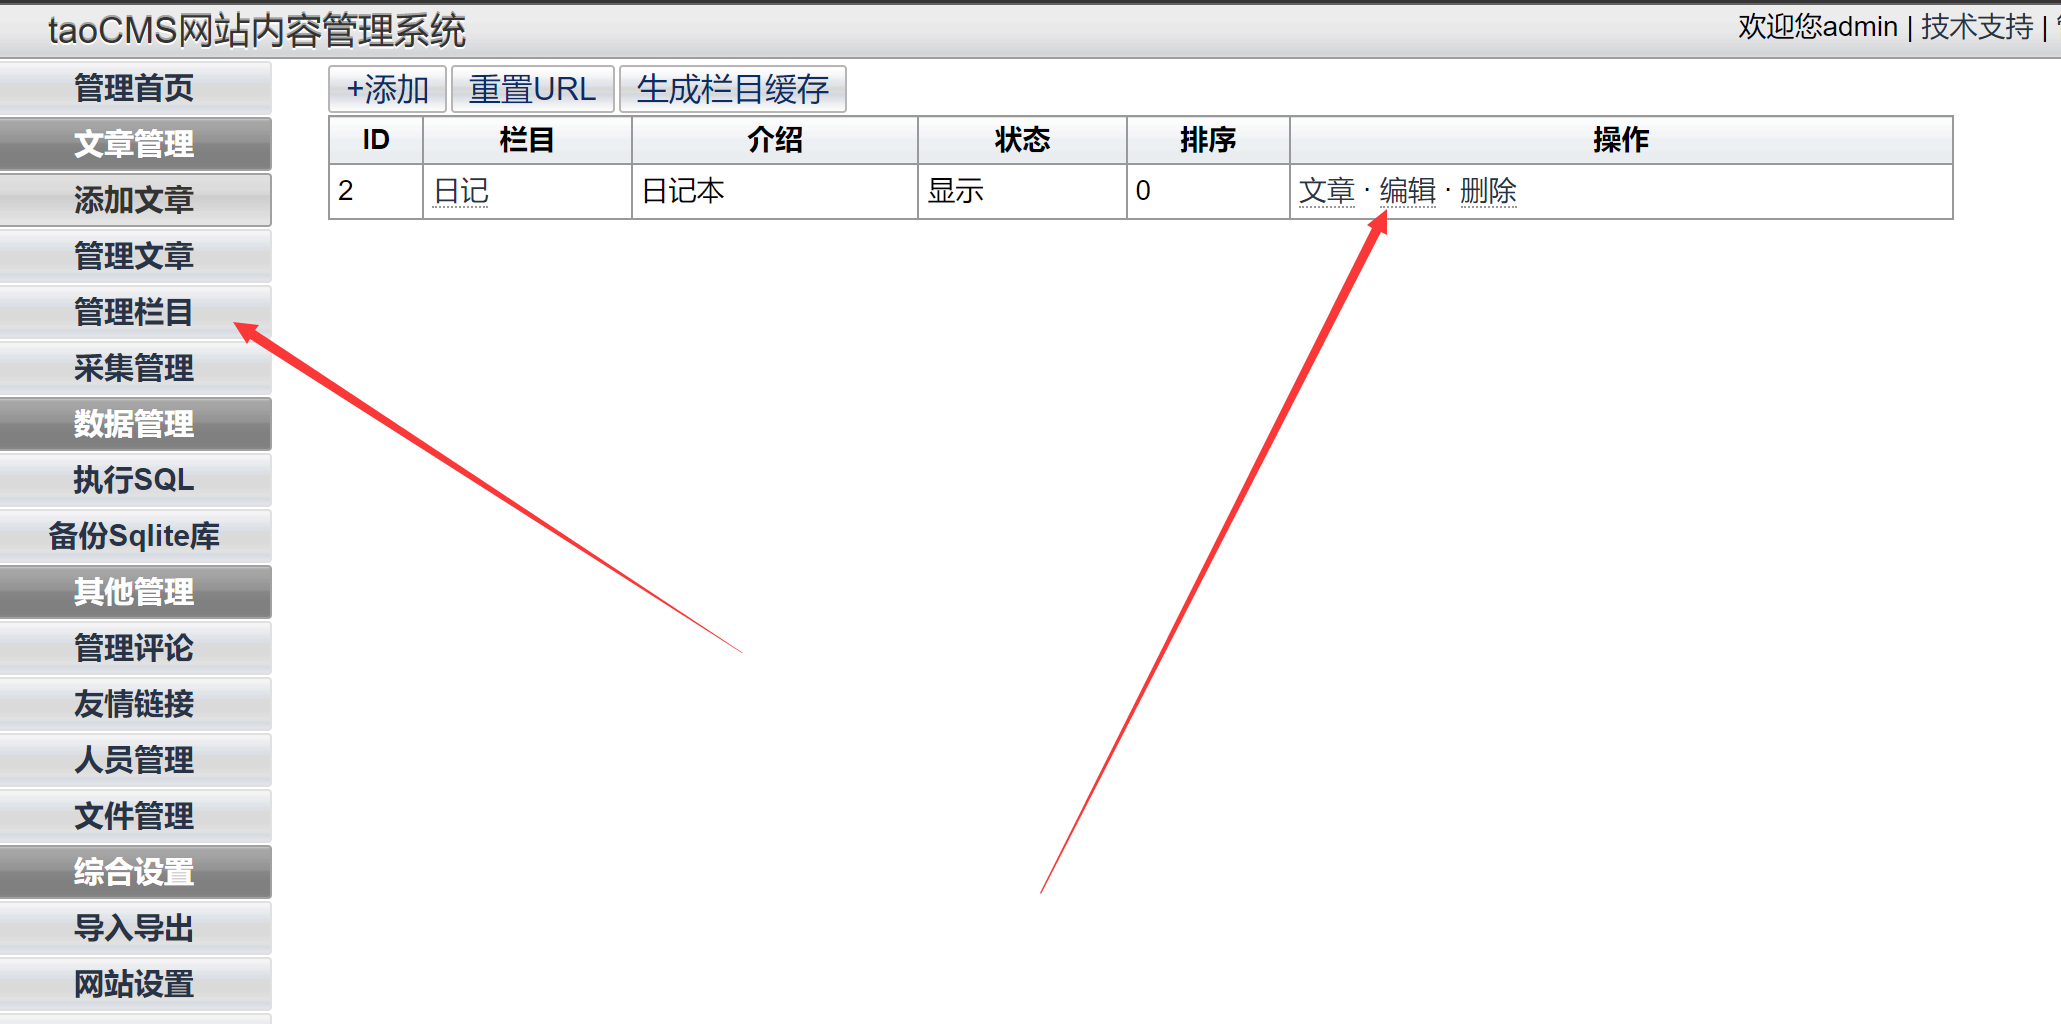 taoCMS网站内容管理系统
欢迎您admin | 技术支持 |
管理首页
文章管理
添加文章
管理文章
管理栏目
采集管理
数据管理
执行SQL
备份Sqlite库
其他管理
管理评论
友情链接
人员管理
文件管理
综合设置
导入导出
网站设置
+添加 重置URL 生成栏目缓存
ID 栏目 介绍 状态 排序 操作
2 日记 日记本 显示 0 文章 · 编辑 · 删除